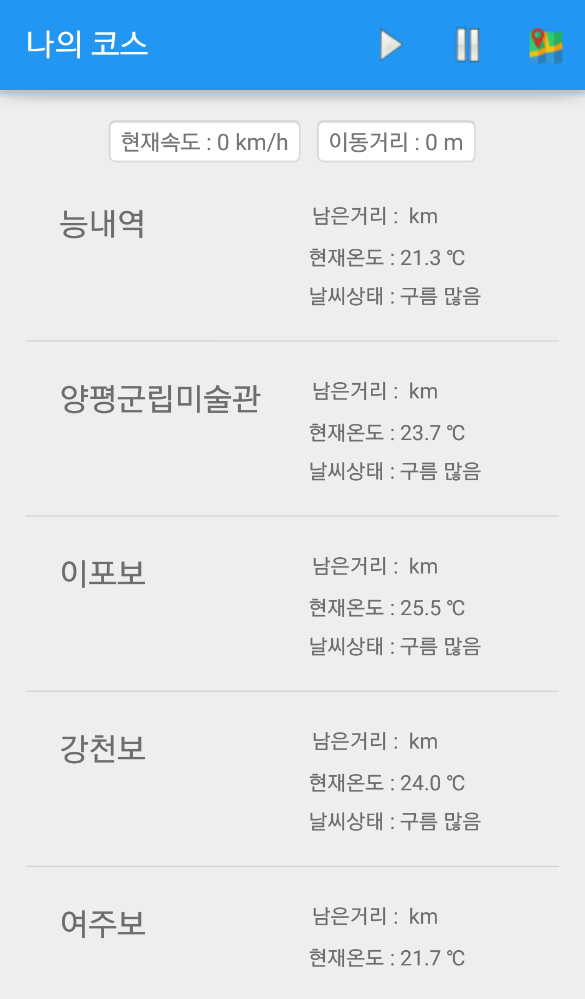 나의 코스
현재속도 : 0 km/h 이동거리 : 0 m
능내역
남은거리 : km
현재온도 : 21.3 ℃
날씨상태 : 구름 많음
양평군립미술관
남은거리 : km
현재온도 : 23.7 ℃
날씨상태 : 구름 많음
이포보
남은거리 : km
현재온도 : 25.5 ℃
날씨상태 : 구름 많음
강천보
남은거리 : km
현재온도 : 24.0 ℃
날씨상태 : 구름 많음
여주보
남은거리 : km
현재온도 : 21.7 ℃